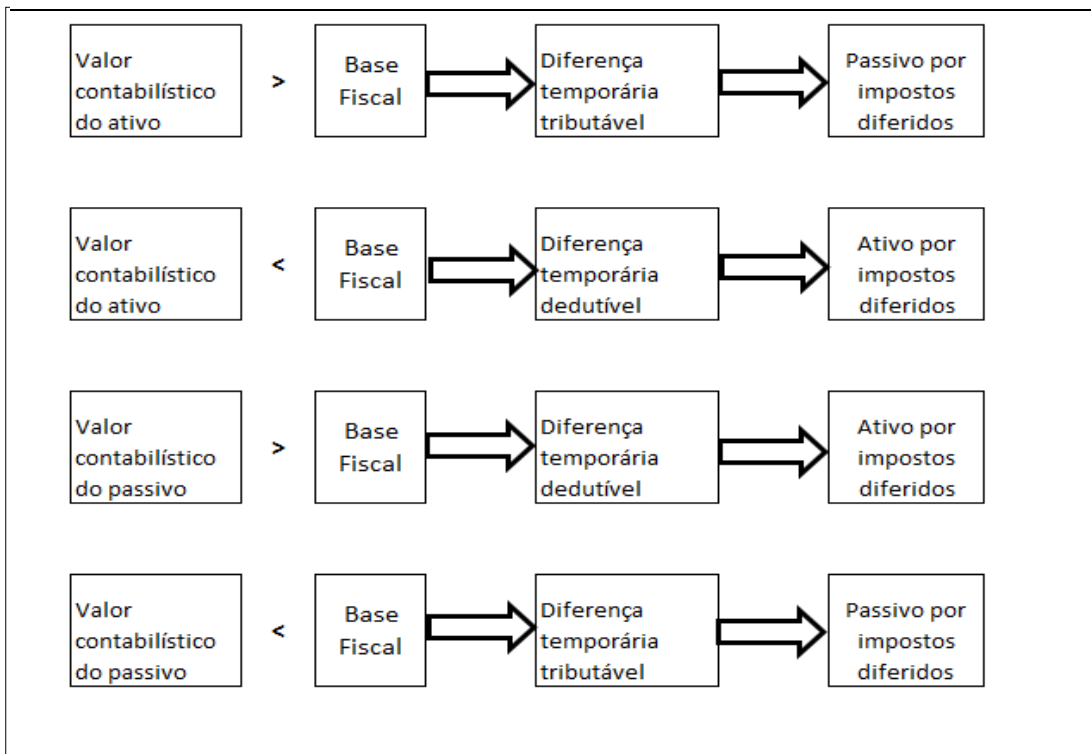 Valor
contabilístico
do ativo
>
Base
Fiscal
Diferença
temporária
tributável
Passivo por
impostos
diferidos
Valor
contabilístico
do ativo
<
Base
Fiscal
Diferença
temporária
dedutível
Ativo por
impostos
diferidos
Valor
contabilístico
do passivo
>
Base
Fiscal
Diferença
temporária
dedutível
Ativo por
impostos
diferidos
Valor
contabilístico
do passivo
<
Base
Fiscal
Diferença
temporária
tributável
Passivo por
impostos
diferidos